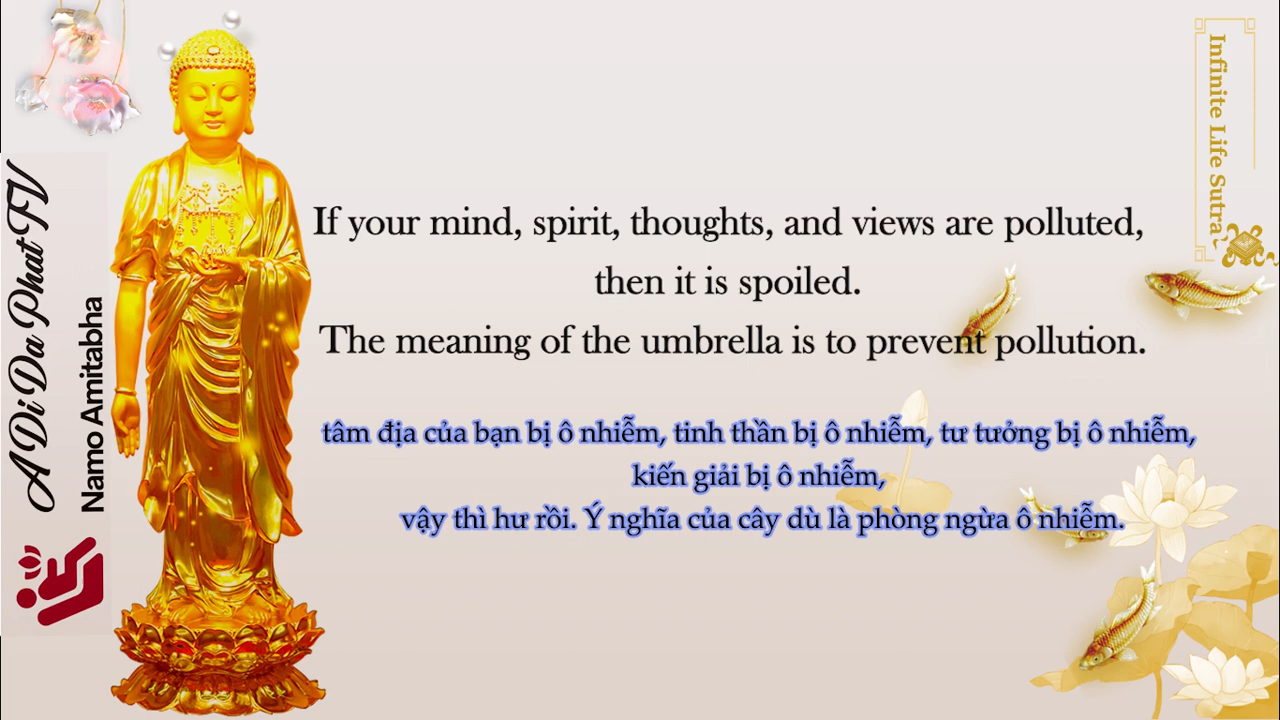 A Di Da Phat TV
Namo Amitabha
Infinite Life Sutra
If your mind, spirit, thoughts, and views are polluted,
then it is spoiled.
The meaning of the umbrella is to prevent pollution.
tâm địa của bạn bị ô nhiễm, tinh thần bị ô nhiễm, tư tưởng bị ô nhiễm,
kiến giải bị ô nhiễm,
vậy thì hư rồi. Ý nghĩa của cây dù là phòng ngừa ô nhiễm.